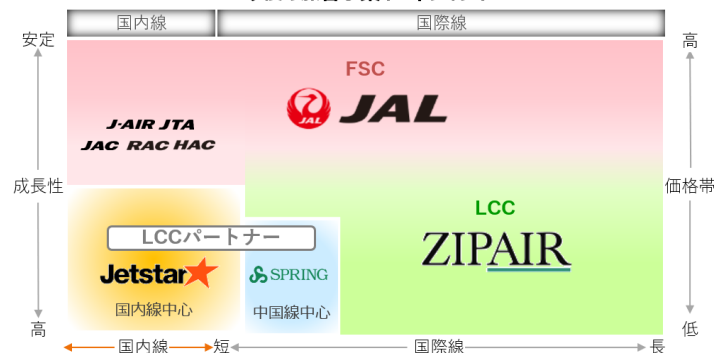 国内線
国際線
安定
高
FSC
JAL
JAL
J-AIR JTA
JAC RAC HAC
成長性
価格帯
LCC
ZIPAIR
LCCパートナー
Jetstar
SPRING
国内線中心
中国線中心
高
低
国内線
短
国際線
長